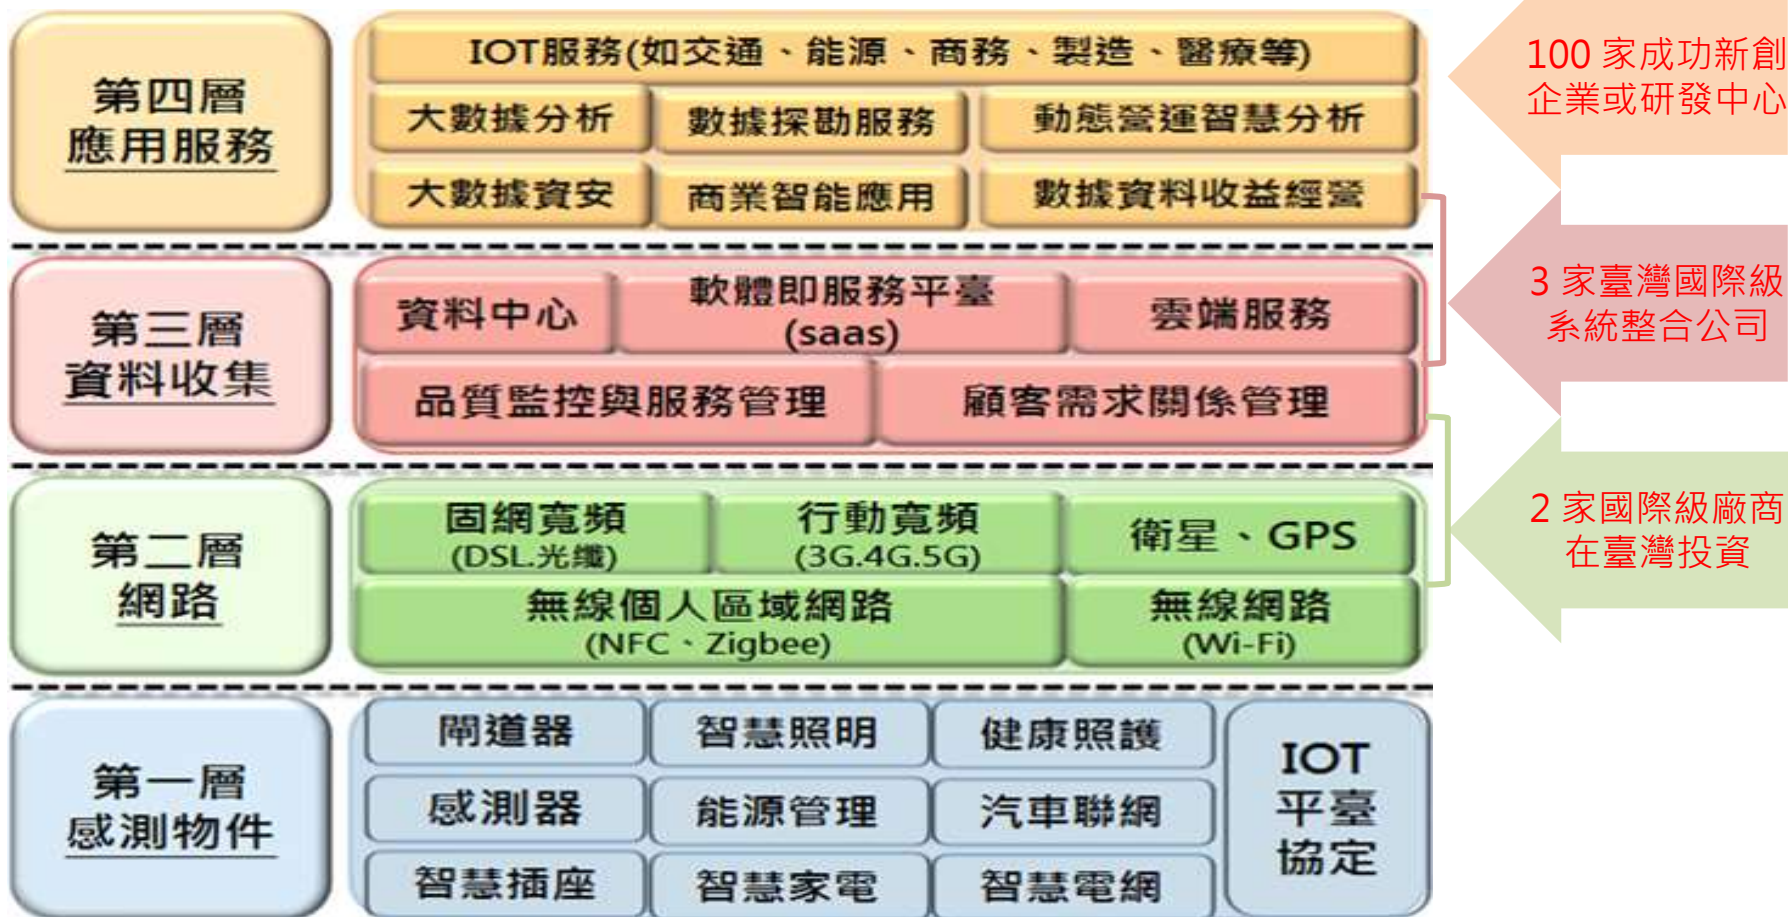 第四層
應用服務
IOT服務(如交通、能源、商務、製造、醫療等)
大數據分析
數據探勘服務
動態營運智慧分析
大數據資安
商業智能應用
數據資料收益經營
100 家成功新創
企業或研發中心
第三層
資料收集
資料中心
軟體即服務平臺
(saas)
雲端服務
品質監控與服務管理
顧客需求關係管理
3 家臺灣國際級
系統整合公司
第二層
網路
固網寬頻
(DSL.光纖)
行動寬頻
(3G.4G.5G)
衛星、GPS
無線個人區域網路
(NFC、Zigbee)
無線網路
(Wi-Fi)
2 家國際級廠商
在臺灣投資
第一層
感測物件
閘道器
智慧照明
健康照護
感測器
能源管理
汽車聯網
智慧插座
智慧家電
智慧電網
IOT
平臺
協定